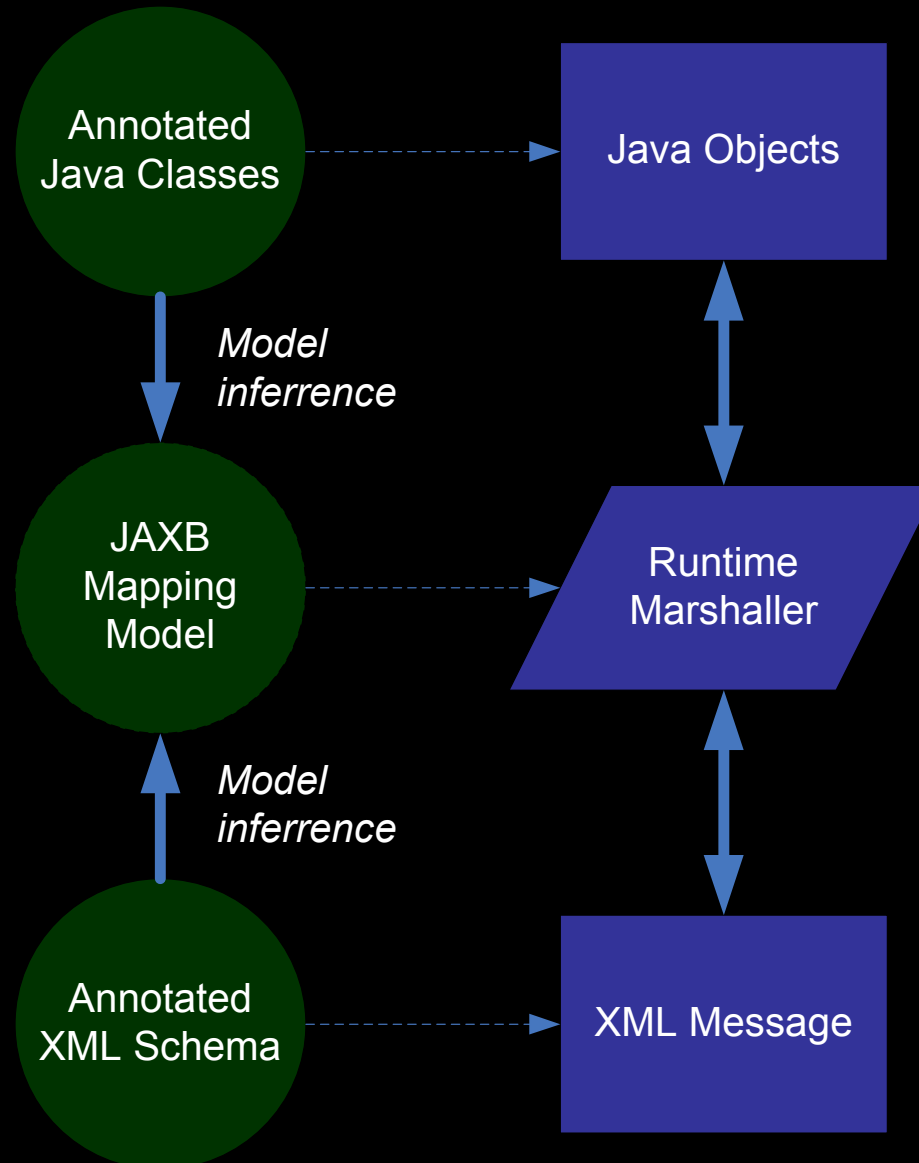 Annotated
Java Classes
Java Objects
Model
inferrence
JAXB
Mapping
Model
Runtime
Marshaller
Model
inferrence
Annotated
XML Schema
XML Message